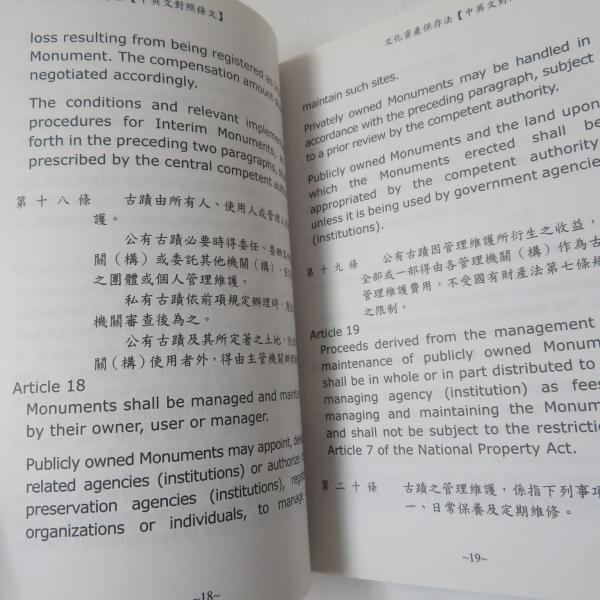 【中英文對照條文】
loss resulting from being registered as
Monument. The compensation amount
negotiated accordingly.
The conditions and relevant
procedures for Interim Monuments,
forth in the preceding two paragraphs,
prescribed by the central competent
第十八條 古蹟由所有人、使用人或管理人
護。
公有古蹟必要時得委任、委辦
關(構)或委託其他機關(構)、
之團體或個人管理維護。
私有古蹟依前項規定辦理時,
機關審查後為之。
公有古蹟及其所定著之土地,
關(構)使用者外,得由主管機關辦理
Article 18
Monuments shall be managed and
by their owner, user or manager.
Publicly owned Monuments may appoint,
related agencies (institutions) or authorize
preservation agencies (institutions),
organizations or individuals, to manage
~18~
文化資產保存法【中英文對
maintain such sites.
Privately owned Monuments may be handled in
accordance with the preceding paragraph, subject
to a prior review by the competent authority.
Publicly owned Monuments and the land upon
which the Monuments erected shall be
appropriated by the competent authority
unless it is being used by government
(institutions).
第十九條 公有古蹟因管理維護所衍生之收益,
全部或一部得由各管理機關(構)作為古
管理維護費用,不受國有財產法第七條規
之限制。
Article 19
Proceeds derived from the management
maintenance of publicly owned
shall be in whole or in part distributed to
managing agency (institution) as fees
managing and maintaining the
and shall not be subject to the
Article 7 of the National Property Act.
第二十條 古蹟之管理維護,係指下列事項
一、日常保養及定期維修。
~19~